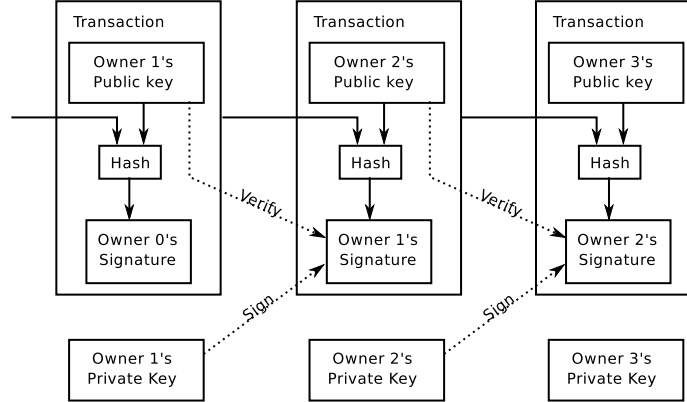 Transaction
Owner 1's
Public key
Hash
Owner 0's
Signature
Transaction
Owner 2's
Public key
Hash
Verify
Owner 1's
Signature
Transaction
Owner 3's
Public key
Hash
Verify
Owner 2's
Signature
Sign
Sign
Owner 1's
Private Key
Owner 2's
Private Key
Owner 3's
Private Key